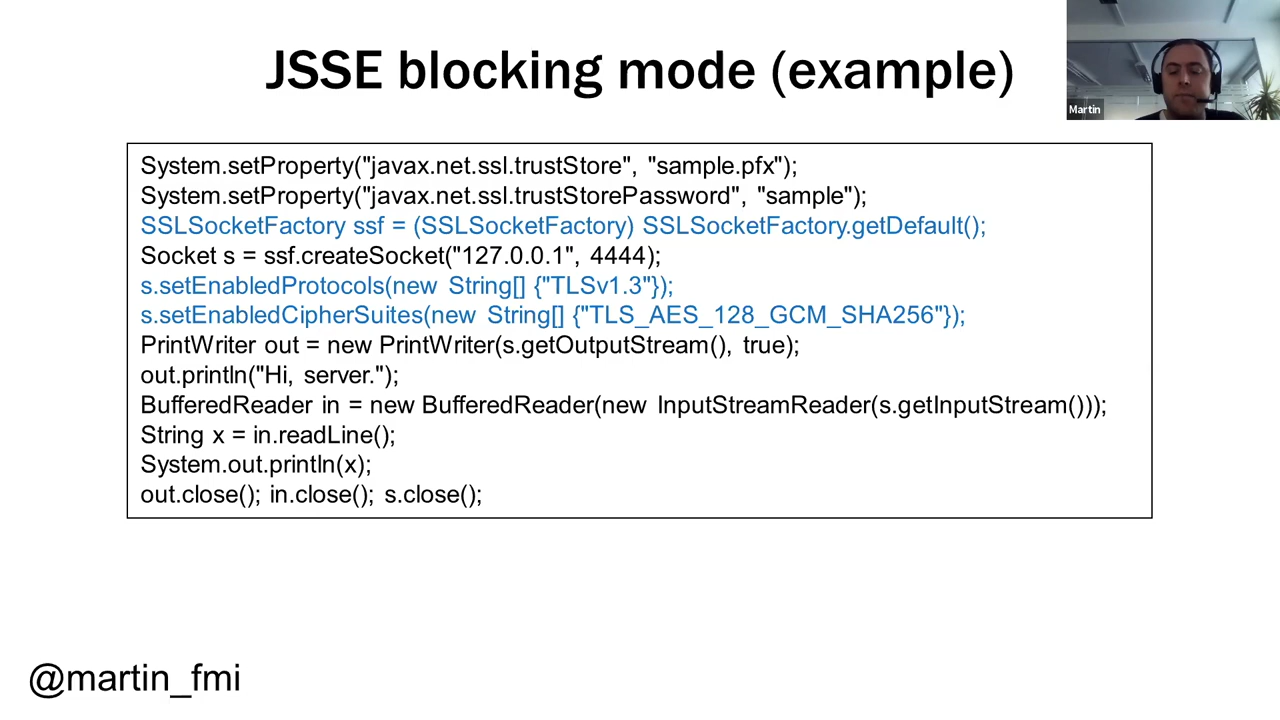 JSSE blocking mode (example)
Martin
System.setProperty("javax.net.ssl.trustStore", "sample.pfx");
System.setProperty("javax.net.ssl.trustStorePassword", "sample");
SSLSocketFactory ssf = (SSLSocketFactory) SSLSocketFactory.getDefault();
Socket s = ssf.createSocket("127.0.0.1", 4444);
s.setEnabledProtocols(new String[] {"TLSv1.3"});
s.setEnabledCipherSuites(new String[] {"TLS_AES_128_GCM_SHA256"});
PrintWriter out = new PrintWriter(s.getOutputStream(), true);
out.println("Hi, server.");
BufferedReader in = new BufferedReader(new InputStreamReader(s.getInputStream()));
String x = in.readLine();
System.out.println(x);
out.close(); in.close(); s.close();
@martin_fmi